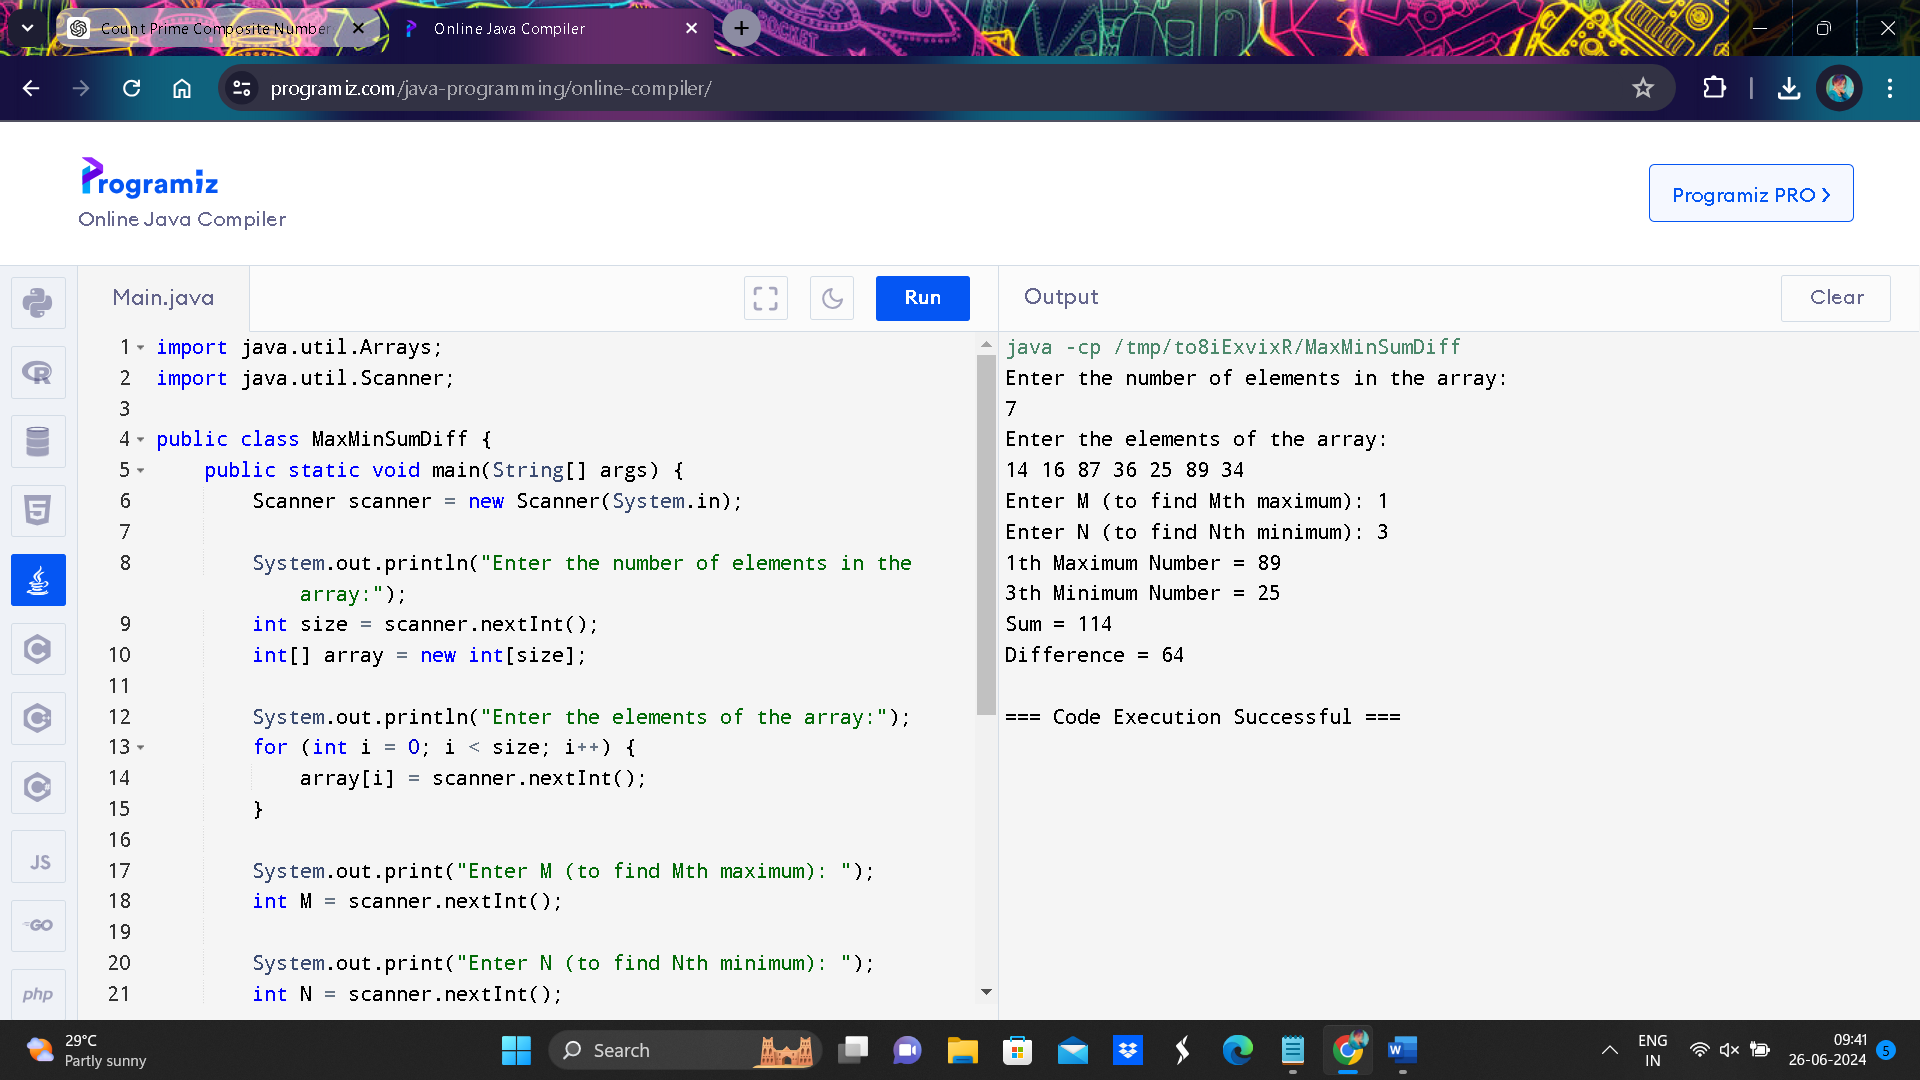 Count Prime Composite Number
Online Java Compiler
programiz.com/java-programming/online-compiler/
Programiz
Online Java Compiler
Programiz PRO
Main.java
Run
Output
Clear
1 import java.util.Arrays;
2 import java.util.Scanner;
3
4 public class MaxMinSumDiff {
5 public static void main(String[] args) {
6 Scanner scanner = new Scanner(System.in);
7
8 System.out.println("Enter the number of elements in the
array:");
9 int size = scanner.nextInt();
10 int[] array = new int[size];
11
12 System.out.println("Enter the elements of the array:");
13 for (int i = 0; i < size; i++) {
14 array[i] = scanner.nextInt();
15 }
16
17 System.out.print("Enter M (to find Mth maximum): ");
18 int M = scanner.nextInt();
19
20 System.out.print("Enter N (to find Nth minimum): ");
21 int N = scanner.nextInt();
java -cp /tmp/to8iExvixR/MaxMinSumDiff
Enter the number of elements in the array:
7
Enter the elements of the array:
14 16 87 36 25 89 34
Enter M (to find Mth maximum): 1
Enter N (to find Nth minimum): 3
1th Maximum Number = 89
3th Minimum Number = 25
Sum = 114
Difference = 64
=== Code Execution Successful ===
R
5
C
C
C
JS
GO
php
29°C
Partly sunny
Search
W
ENG
IN
09:41
26-06-2024
5